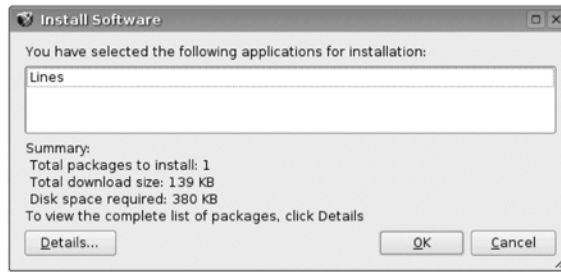 Install Software
You have selected the following applications for installation:
Lines
Summary:
Total packages to install: 1
Total download size: 139 KB
Disk space required: 380 KB
To view the complete list of packages, click Details
Details...
OK
Cancel